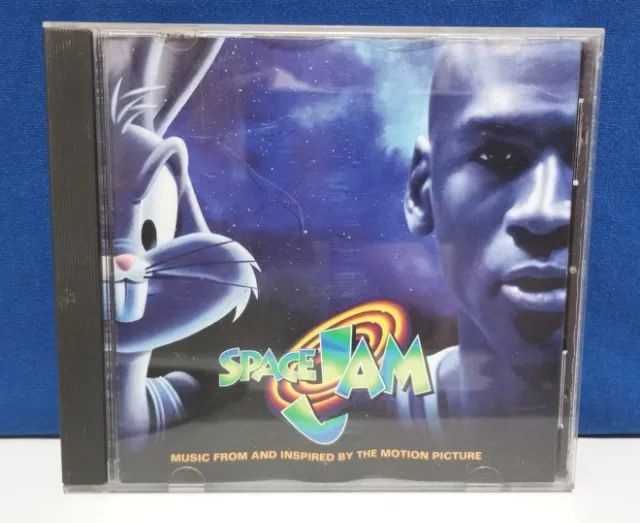 SPACE JAM
MUSIC FROM AND INSPIRED BY THE MOTION PICTURE